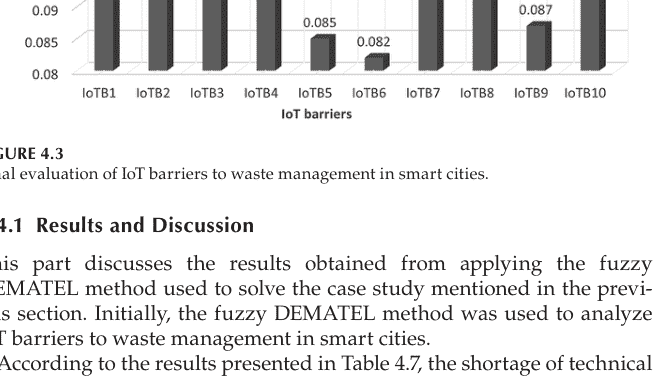 0.09
0.085
0.08
0.085
0.082
0.087
IoTB1 IoTB2 IoTB3 IoTB4 IoTB5 IoTB6 IoTB7 IoTB8 IoTB9 IoTB10
IoT barriers
GURE 4.3
nal evaluation of IoT barriers to waste management in smart cities.
4.1 Results and Discussion
his part discusses the results obtained from applying the fuzzy
EMATEL method used to solve the case study mentioned in the previ-
s section. Initially, the fuzzy DEMATEL method was used to analyze
T barriers to waste management in smart cities.
According to the results presented in Table 4.7, the shortage of technical